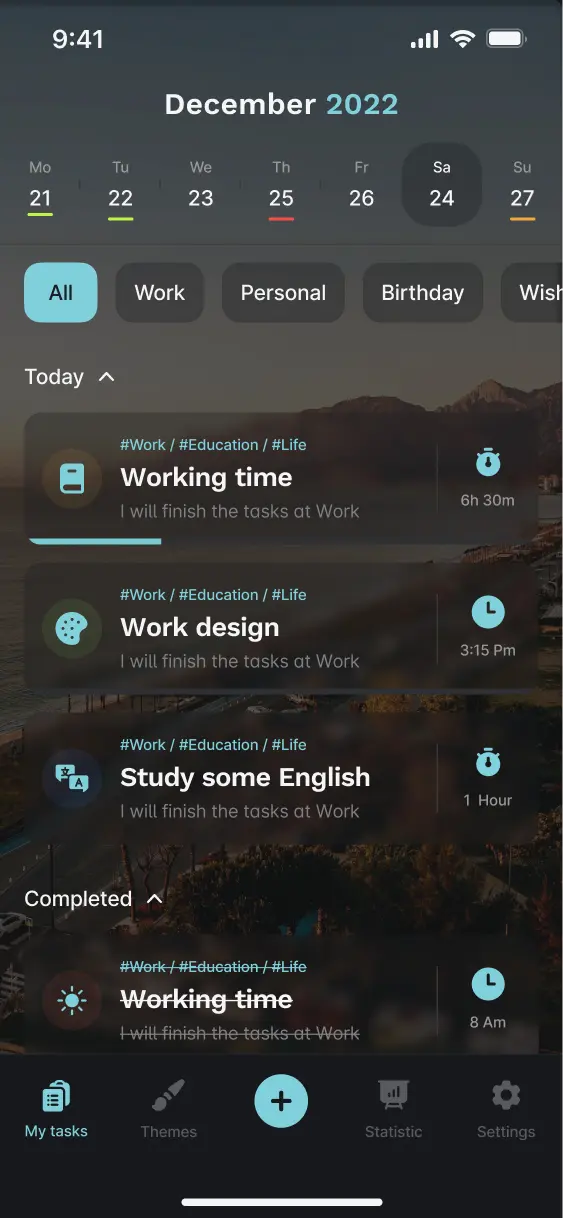 9:41
December 2022
Mo Tu We Th Fr Sa Su
21 22 23 25 26 24 27
All Work Personal Birthday Wish
Today
#Work / #Education / #Life
Working time
I will finish the tasks at Work
6h 30m
#Work / #Education / #Life
Work design
I will finish the tasks at Work
3:15 Pm
#Work / #Education / #Life
Study some English
I will finish the tasks at Work
1 Hour
Completed
#Work / #Education / #Life
Working time
I will finish the tasks at Work
8 Am
My tasks Themes Statistic Settings